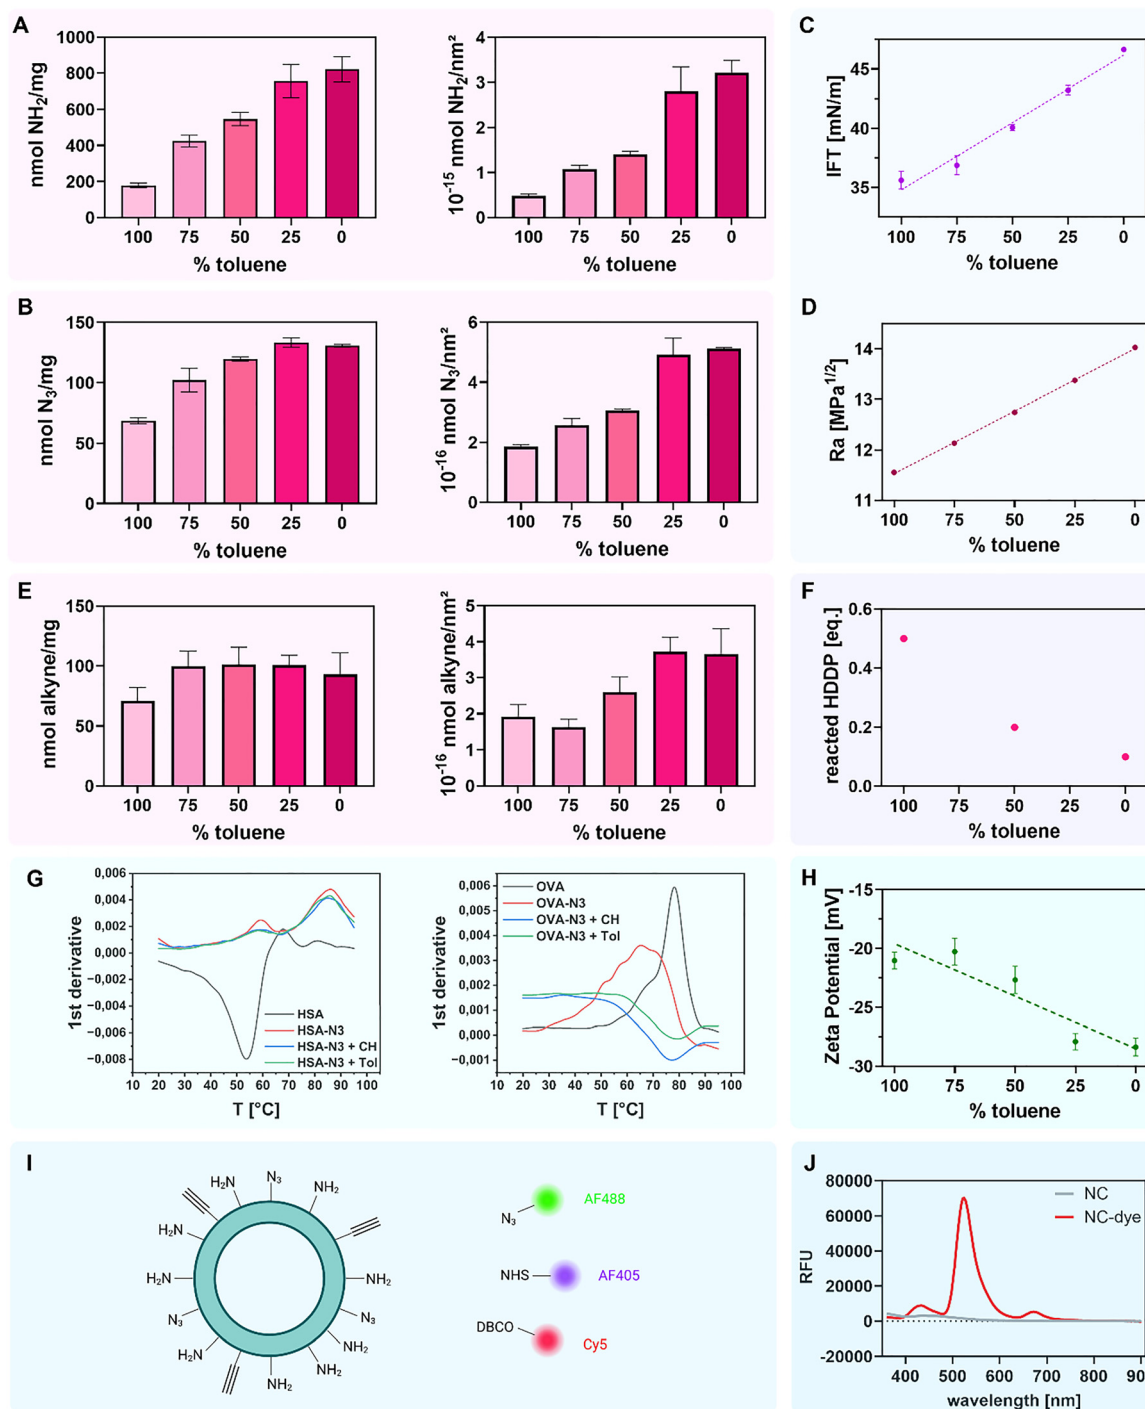 A
nmol NH₂/mg
1000
800
600
400
200
0
100 75 50 25 0
% toluene
10⁻¹⁵ nmol NH₂/nm²
4
3
2
1
0
100 75 50 25 0
% toluene
C
IFT [mN/m]
45
40
35
100 75 50 25 0
% toluene
B
nmol N₃/mg
150
100
50
0
100 75 50 25 0
% toluene
10⁻¹⁶ nmol N₃/nm²
6
4
2
0
100 75 50 25 0
% toluene
D
Ra [MPa¹/²]
14
13
12
11
100 75 50 25 0
% toluene
E
nmol alkyne/mg
150
100
50
0
100 75 50 25 0
% toluene
10⁻¹⁶ nmol alkyne/nm²
5
4
3
2
1
0
100 75 50 25 0
% toluene
F
reacted HDDP [eq.]
0.6
0.4
0.2
0.0
100 75 50 25 0
% toluene
G
1st derivative
0,006
0,004
0,002
0,000
−0,002
−0,004
−0,006
−0,008
HSA
HSA-N3
HSA-N3 + CH
HSA-N3 + Tol
10 20 30 40 50 60 70 80 90 100
T [°C]
1st derivative
0,006
0,005
0,004
0,003
0,002
0,001
0,000
−0,001
OVA
OVA-N3
OVA-N3 + CH
OVA-N3 + Tol
10 20 30 40 50 60 70 80 90 100
T [°C]
H
Zeta Potential [mV]
-15
-20
-25
-30
100 75 50 25 0
% toluene
I
N₃
H₂N
NH₂
H₂N
H₂N
NH₂
N₃
N₃
H₂N
NH₂
NH₂
NH₂
N₃
AF488
NHS
AF405
DBCO
Cy5
J
RFU
80000
60000
40000
20000
0
-20000
NC
NC-dye
400 500 600 700 800 90
wavelength [nm]